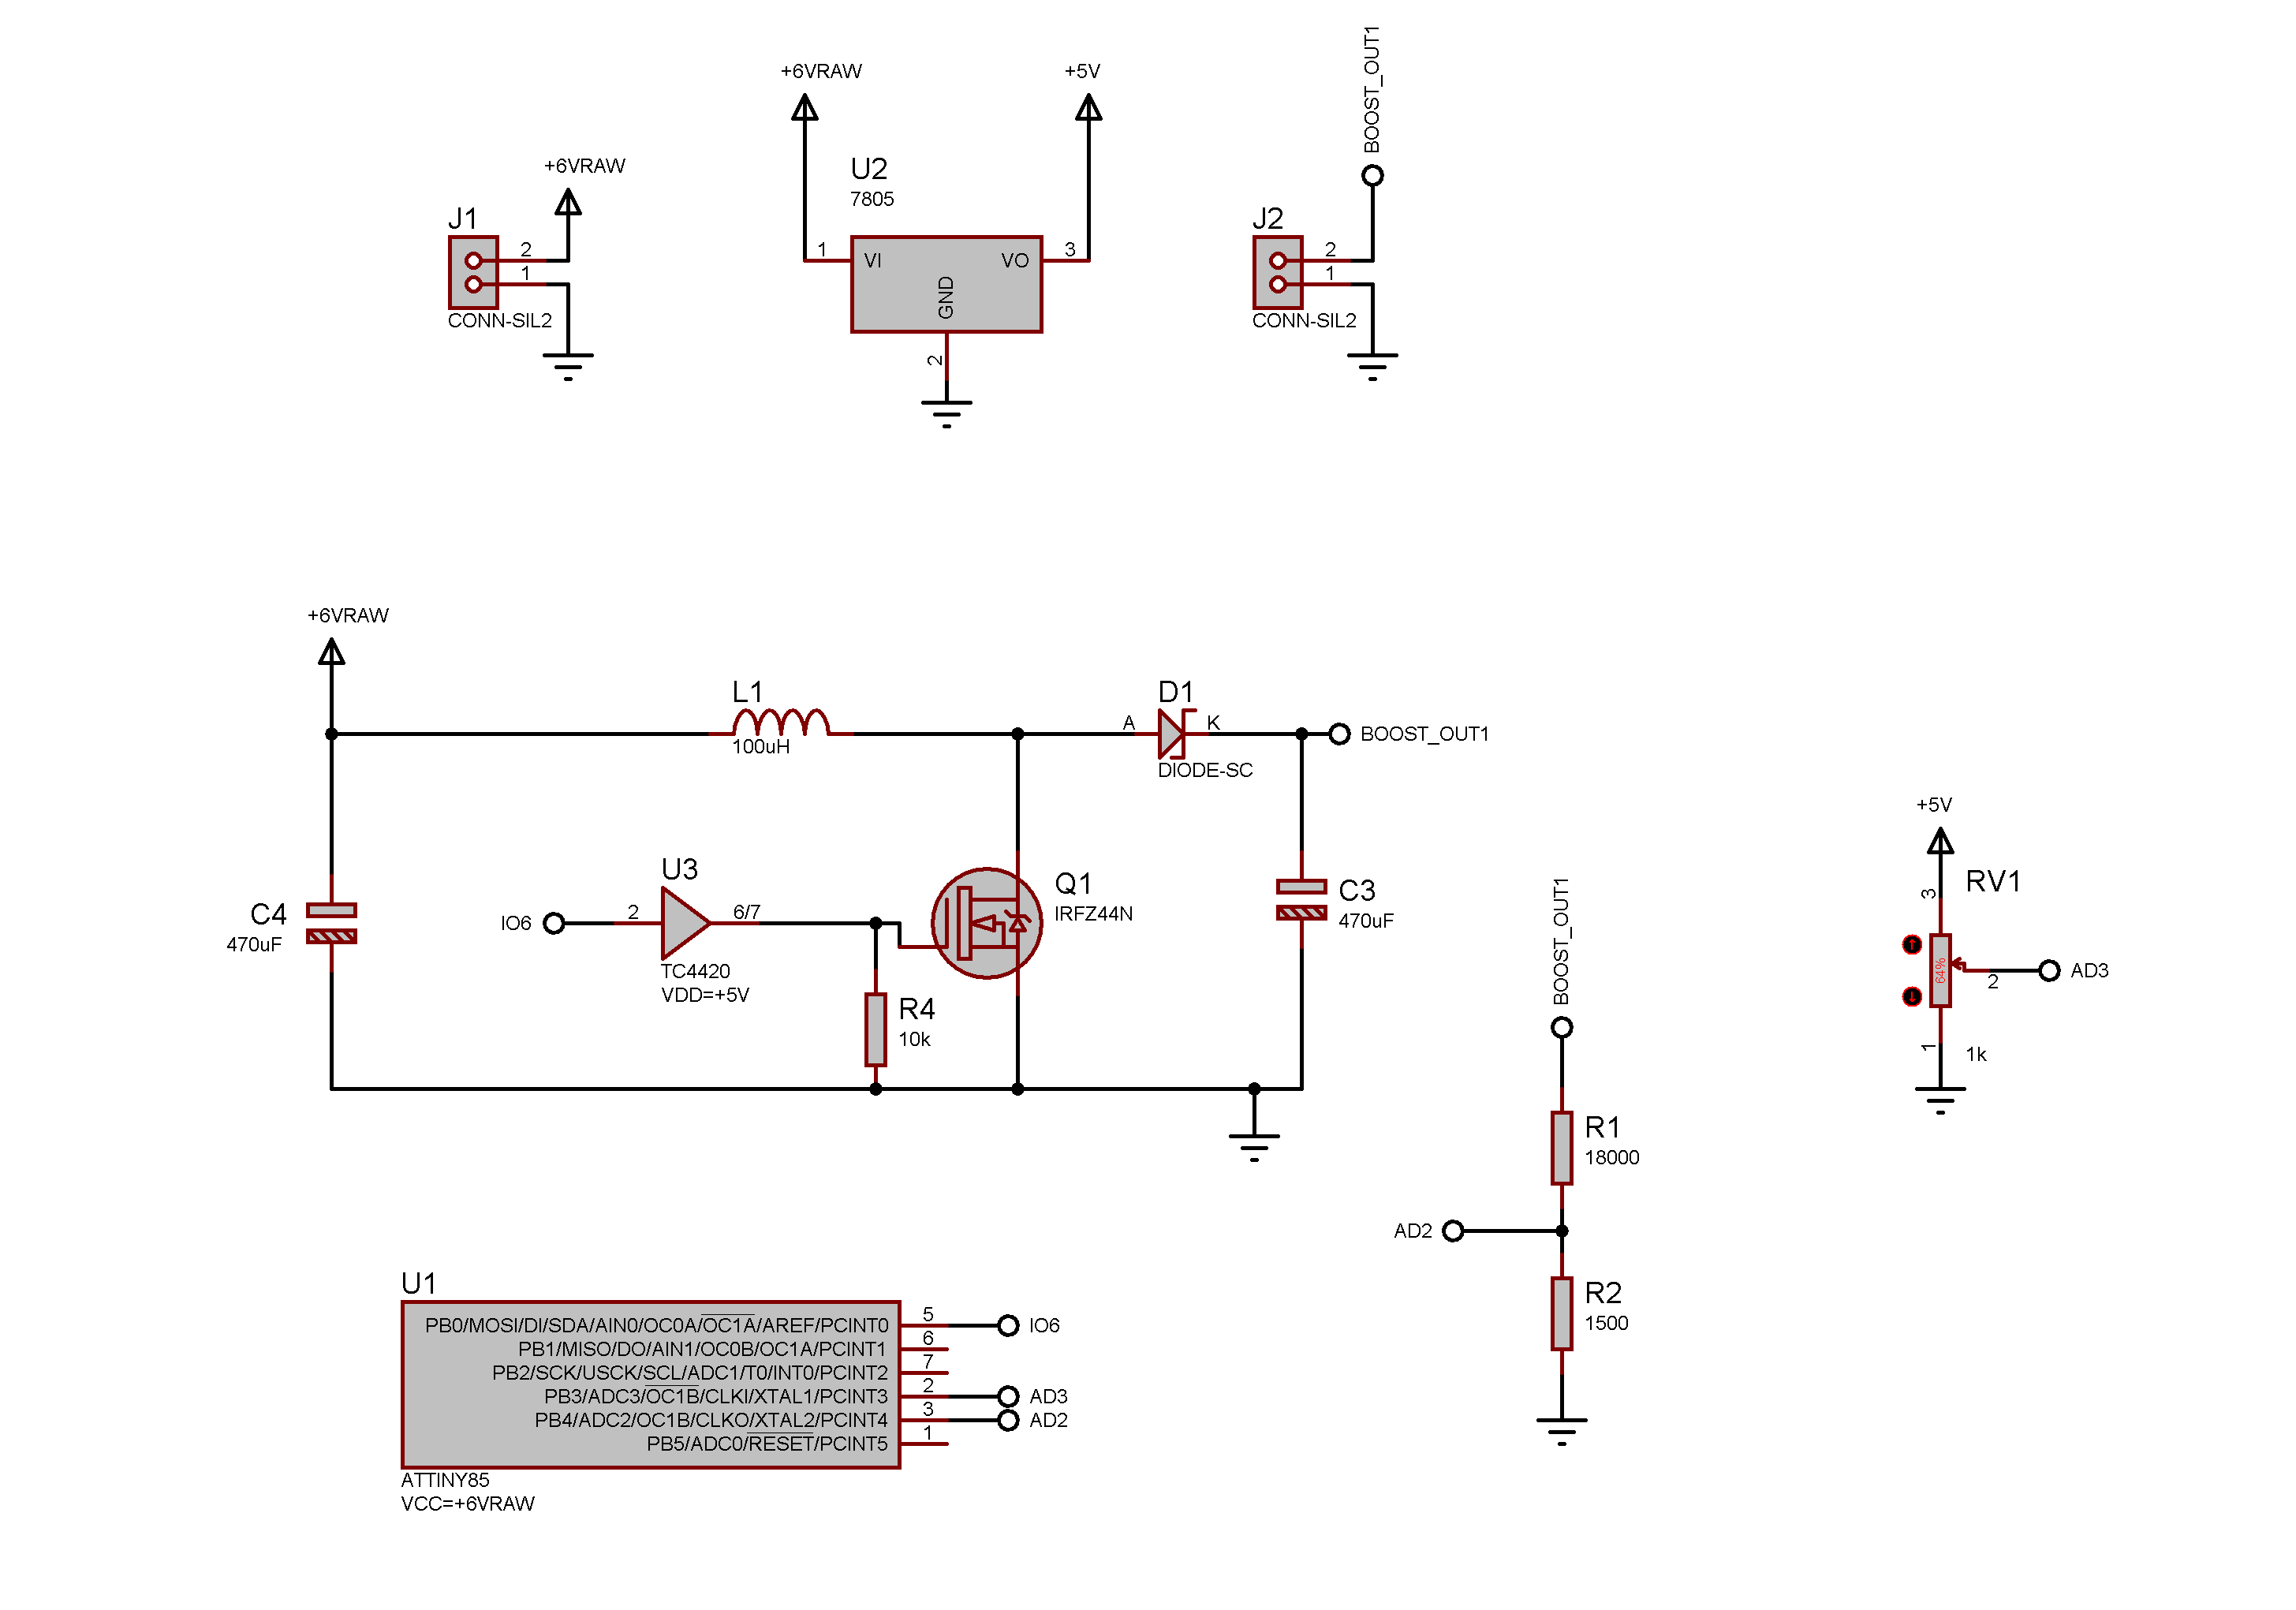 BOOST_OUT1
+6VRAW
+5V
+6VRAW
U2
7805
J1
2
1
CONN-SIL2
1
VI
VO
3
GND
2
J2
2
1
CONN-SIL2
+6VRAW
L1
100uH
A
D1
K
DIODE-SC
BOOST_OUT1
C4
470uF
IO6
2
U3
6/7
TC4420
VDD=+5V
Q1
IRFZ44N
R4
10k
C3
470uF
+5V
RV1
3
64%
2
AD3
1
1k
BOOST_OUT1
R1
18000
AD2
R2
1500
U1
PB0/MOSI/DI/SDA/AIN0/OC0A/OC1A/AREF/PCINT0 5 IO6
PB1/MISO/DO/AIN1/OC0B/OC1A/PCINT1 6
PB2/SCK/USCK/SCL/ADC1/T0/INT0/PCINT2 7
PB3/ADC3/OC1B/CLKI/XTAL1/PCINT3 2 AD3
PB4/ADC2/OC1B/CLKO/XTAL2/PCINT4 3 AD2
PB5/ADC0/RESET/PCINT5 1
ATTINY85
VCC=+6VRAW